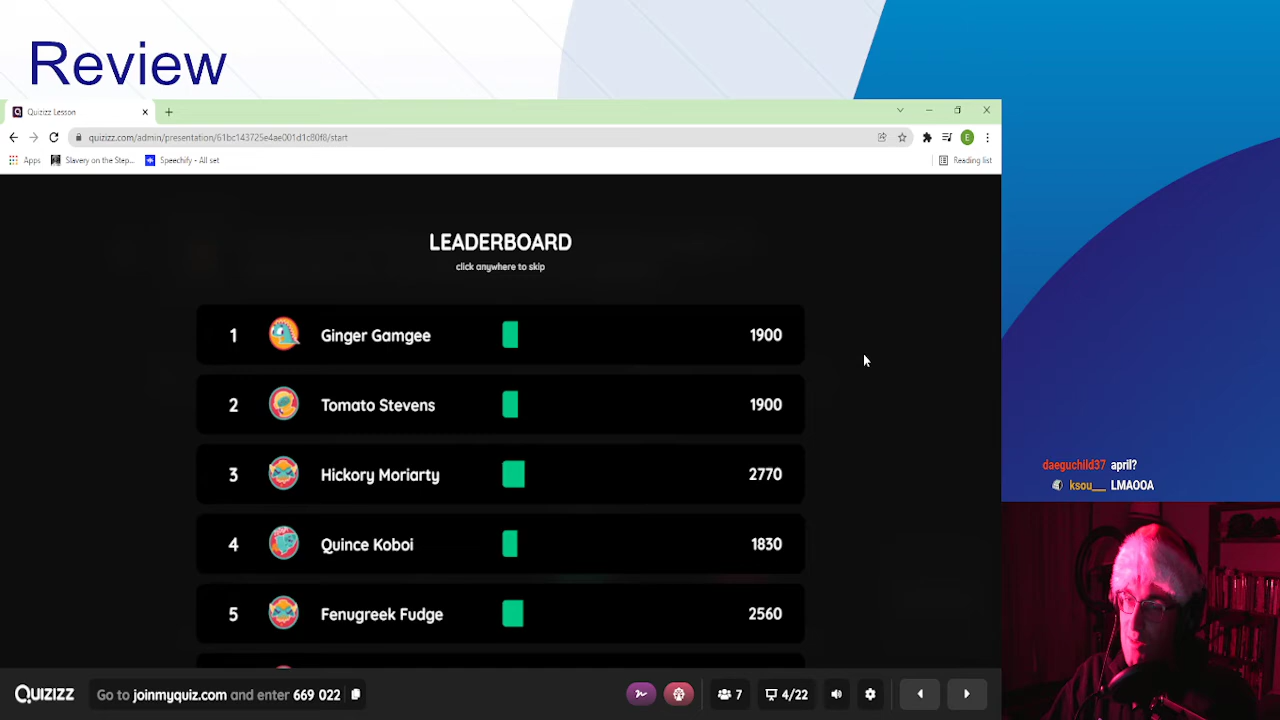 Review
Quizizz Lesson
quizizz.com/admin/presentation/61bc143725e4ae001d1c80f8/start
Apps Slavery on the Step... Speechify - All set Reading list
LEADERBOARD
click anywhere to skip
1 Ginger Gamgee 1900
2 Tomato Stevens 1900
3 Hickory Moriarty 2770
4 Quince Koboi 1830
5 Fenugreek Fudge 2560
daeguchild37 april?
ksou__ LMAOOA
QUIZIZZ Go to joinmyquiz.com and enter 669 022 7 4/22